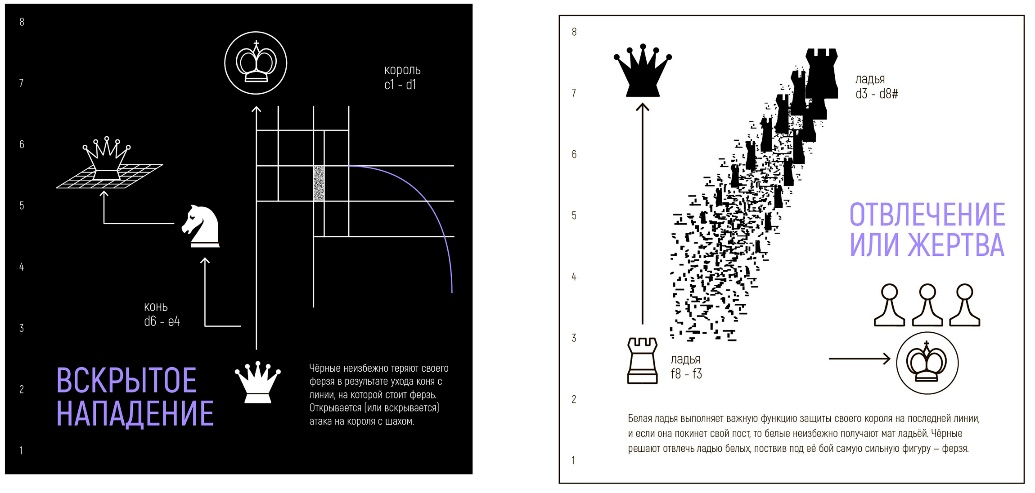 8
7
6
5
4
3
2
1
король
c1 - d1
конь
d6 - e4
ВСКРЫТОЕ
НАПАДЕНИЕ
Чёрные неизбежно теряют своего
ферзя в результате ухода коня с
линии, на которой стоит ферзь.
Открывается (или вскрывается)
атака на короля с шахом.
8
7
6
5
4
3
2
1
ладья
d3 - d8#
ОТВЛЕЧЕНИЕ
ИЛИ ЖЕРТВА
ладья
f8 - f3
Белая ладья выполняет важную функцию защиты своего короля на последней линии,
и если она покинет свой пост, то белые неизбежно получают мат ладьёй. Чёрные
решают отвлечь ладью белых, поставив под её бой самую сильную фигуру – ферзя.